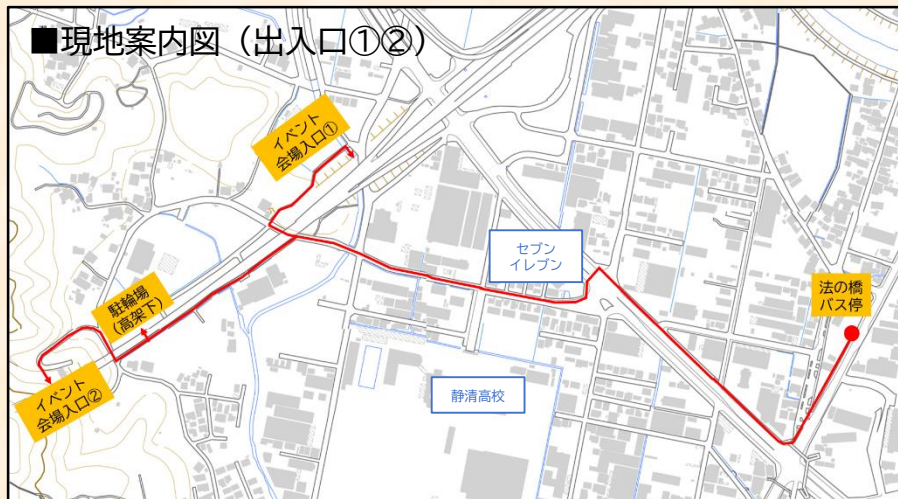 ■現地案内図（出入口①②）
イベント
会場入口①
セブン
イレブン
法の橋
バス停
駐輪場
（高架下）
イベント
会場入口②
静清高校